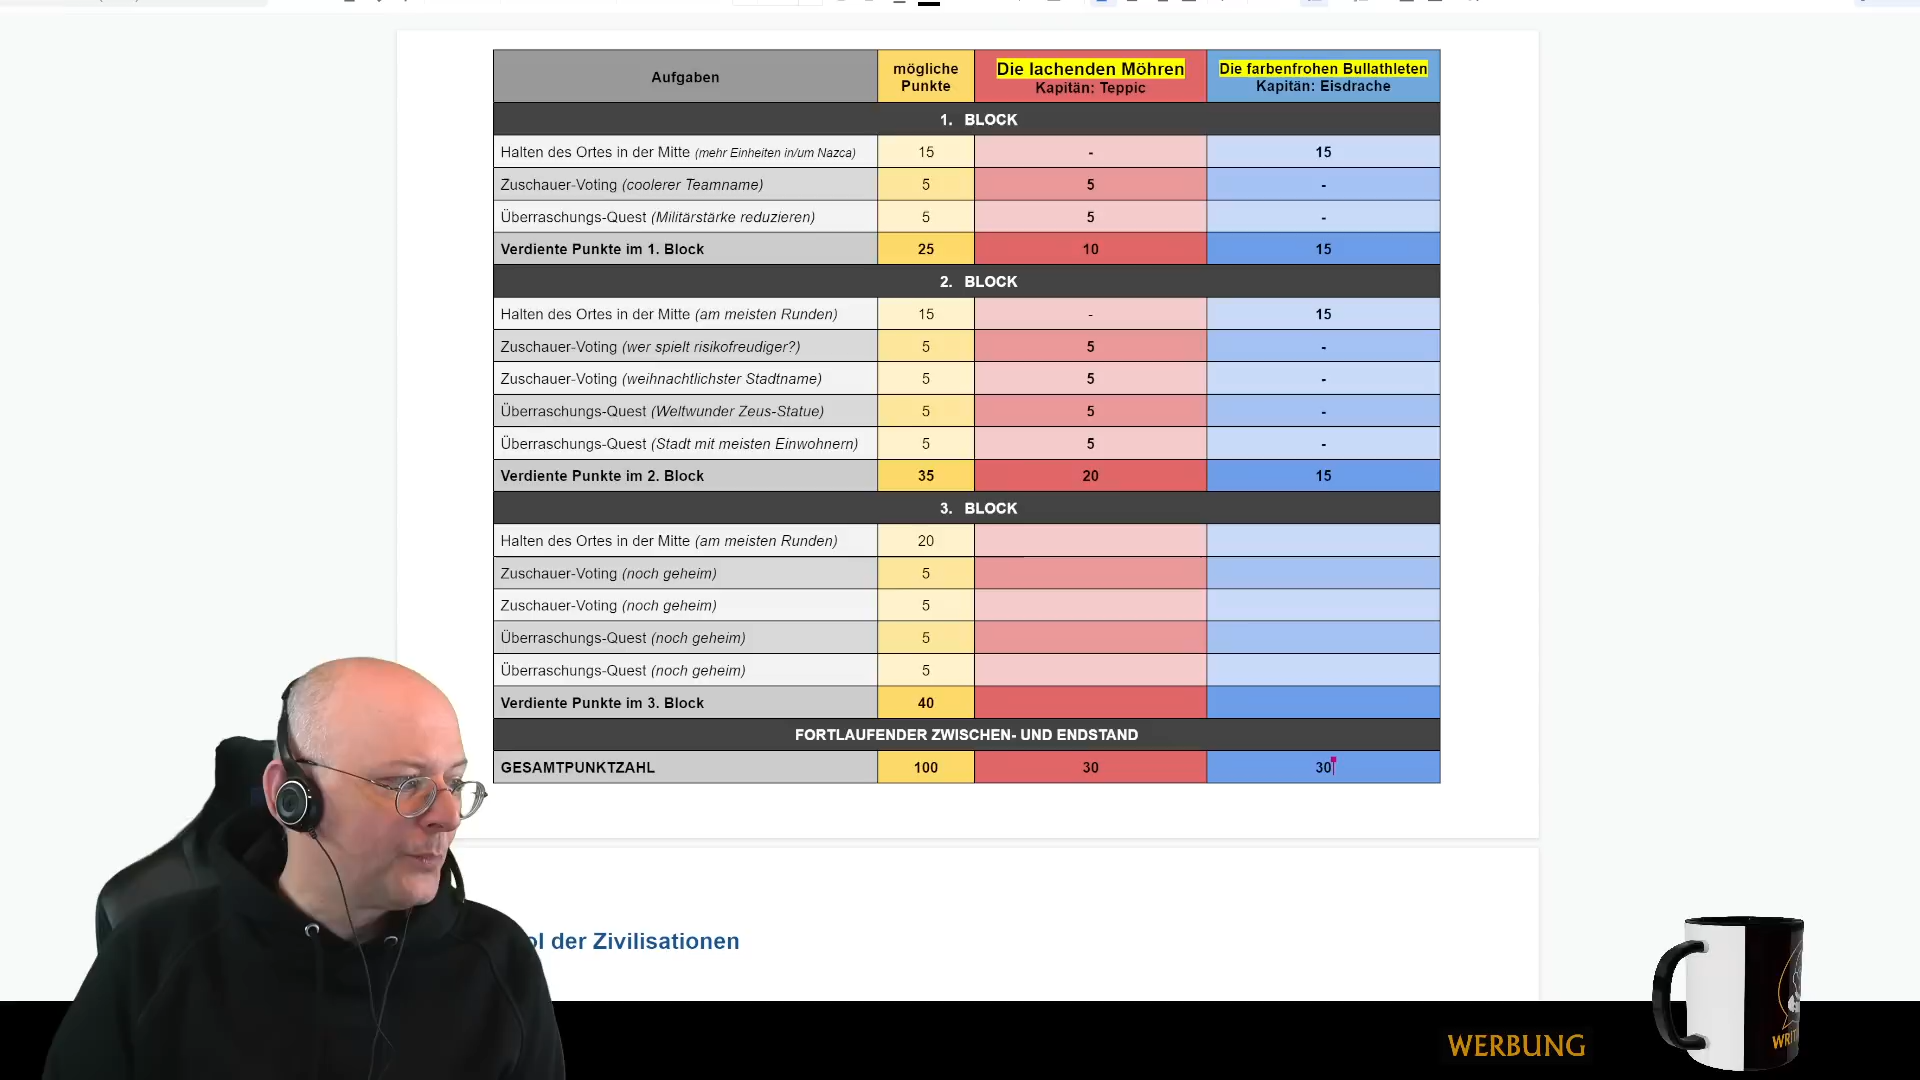 Aufgaben
mögliche Punkte
Die lachenden Möhren
Kapitän: Teppic
Die farbenfrohen Bullathleten
Kapitän: Eisdrache
1. BLOCK
Halten des Ortes in der Mitte (mehr Einheiten in/um Nazca) 15 - 15
Zuschauer-Voting (coolerer Teamname) 5 5 -
Überraschungs-Quest (Militärstärke reduzieren) 5 5 -
Verdiente Punkte im 1. Block 25 10 15
2. BLOCK
Halten des Ortes in der Mitte (am meisten Runden) 15 - 15
Zuschauer-Voting (wer spielt risikofreudiger?) 5 5 -
Zuschauer-Voting (weihnachtlichster Stadtname) 5 5 -
Überraschungs-Quest (Weltwunder Zeus-Statue) 5 5 -
Überraschungs-Quest (Stadt mit meisten Einwohnern) 5 5 -
Verdiente Punkte im 2. Block 35 20 15
3. BLOCK
Halten des Ortes in der Mitte (am meisten Runden) 20
Zuschauer-Voting (noch geheim) 5
Zuschauer-Voting (noch geheim) 5
Überraschungs-Quest (noch geheim) 5
Überraschungs-Quest (noch geheim) 5
Verdiente Punkte im 3. Block 40
FORTLAUFENDER ZWISCHEN- UND ENDSTAND
GESAMTPUNKTZAHL 100 30 30
der Zivilisationen
WERBUNG